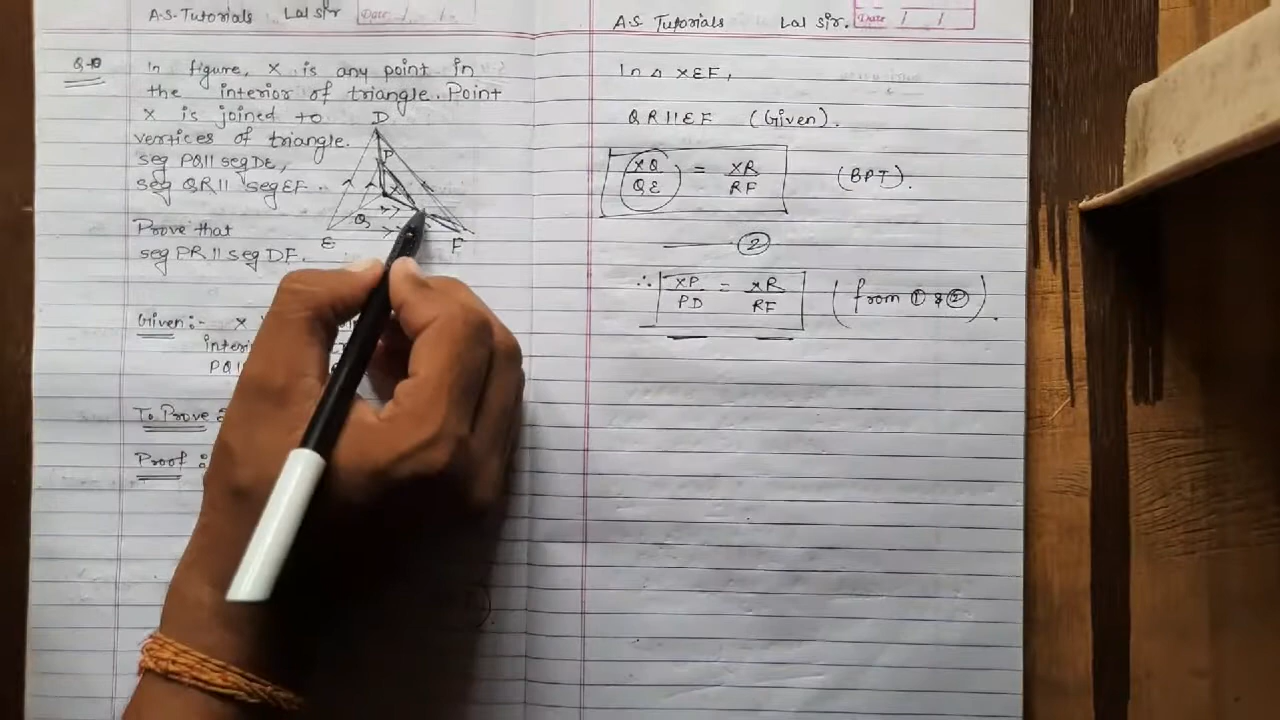 A.S. Tutorials Lal sir
Date / /
Q.
In figure, X is any point in
the interior of triangle. Point
X is joined to
vertices of triangle.
seg PQ || seg DE,
seg QR || seg EF.
Prove that
seg PR || seg DF.
D
P
X
Q
E
F
Given :- X
interi
PQ ||
To Prove :
Proof :
A.S. Tutorials Lal sir.
Date / /
In △ XEF,
QR || EF (Given).
XQ/QE = XR/RF (BPT).
②
∴ XP/PD = XR/RF (from ① & ②).